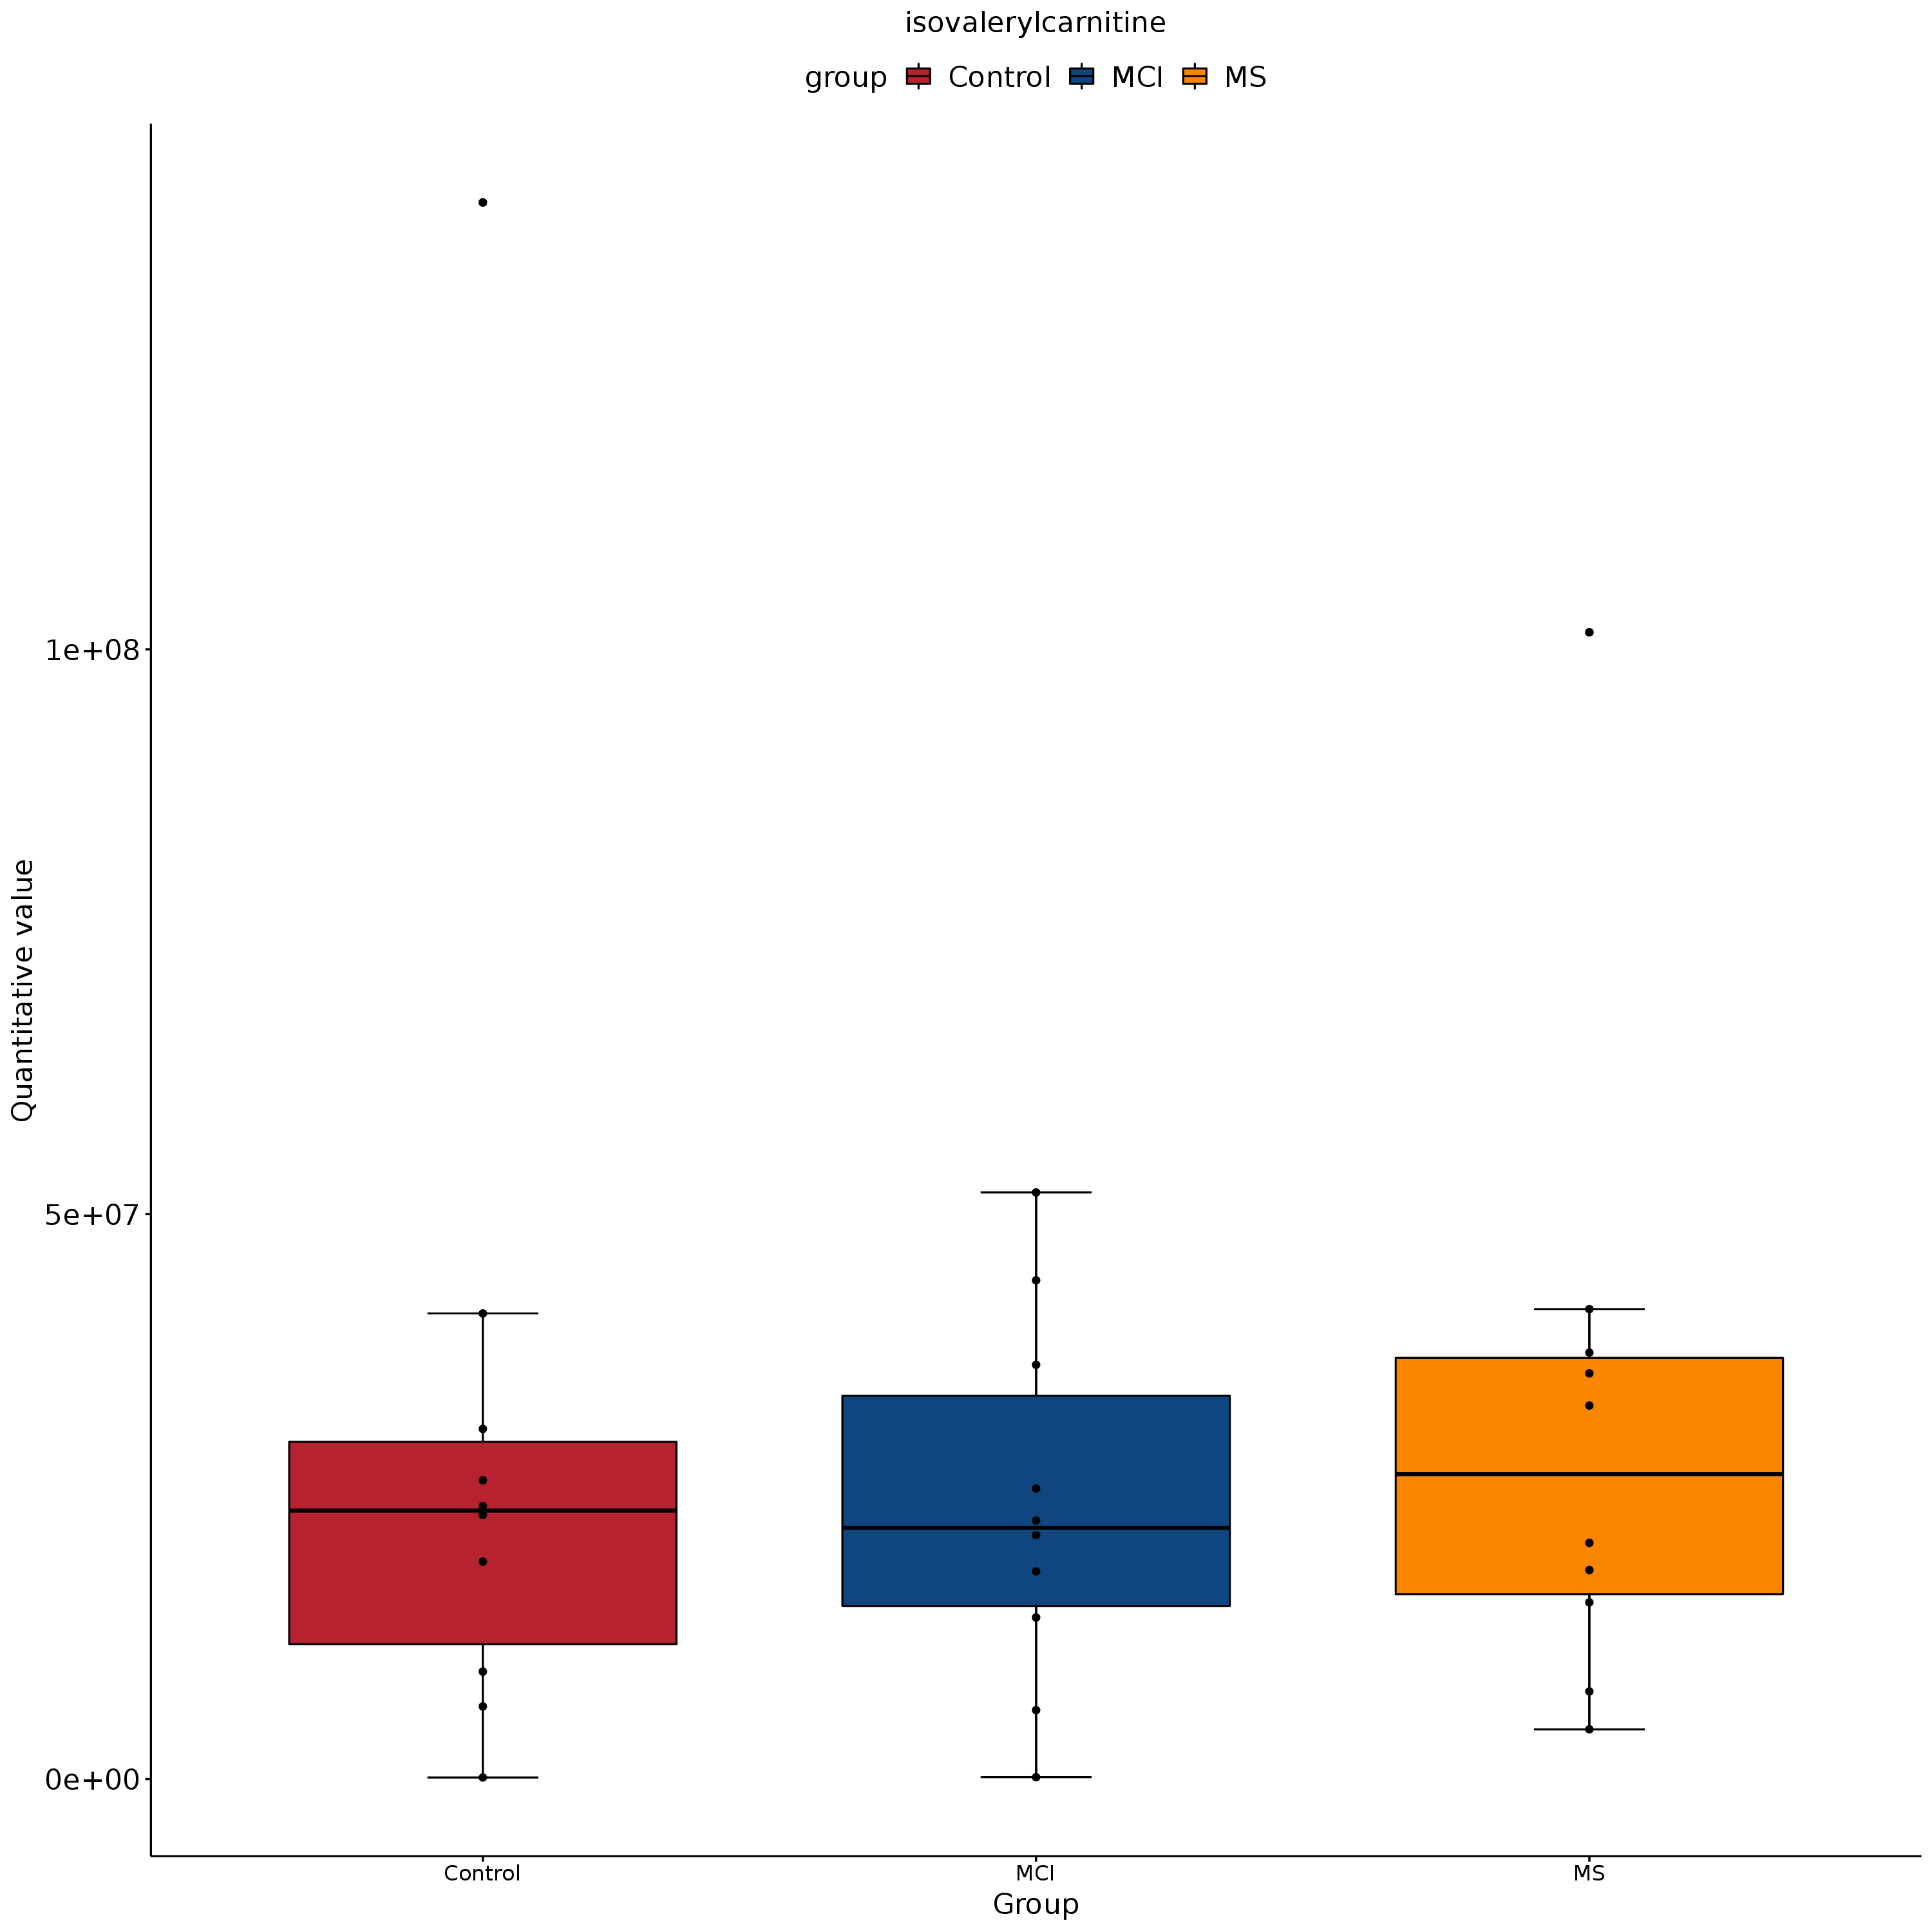 isovalerylcarnitine
group Control MCI MS
Quantitative value
1e+08
5e+07
0e+00
Control MCI MS
Group